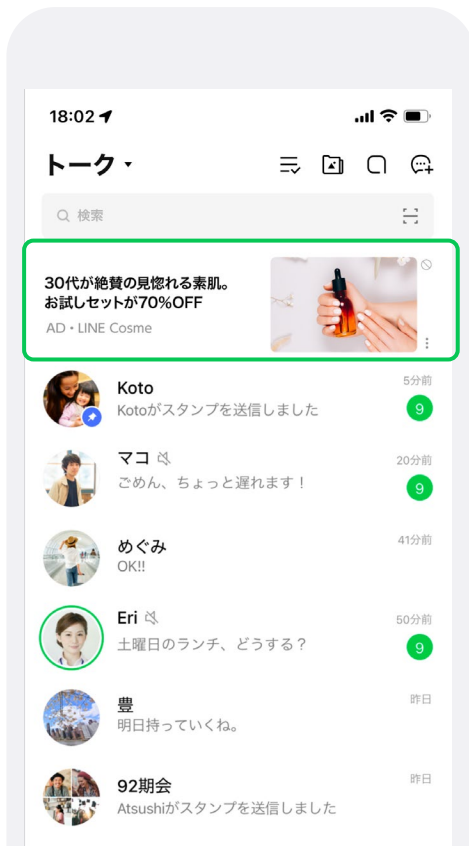 18:02
トーク
検索
30代が絶賛の見惚れる素肌。
お試しセットが70%OFF
AD • LINE Cosme
Koto
5分前
Kotoがスタンプを送信しました
9
マコ
20分前
ごめん、ちょっと遅れます！
9
めぐみ
41分前
OK!!
Eri
50分前
土曜日のランチ、どうする？
9
豊
昨日
明日持っていくね。
92期会
昨日
Atsushiがスタンプを送信しました